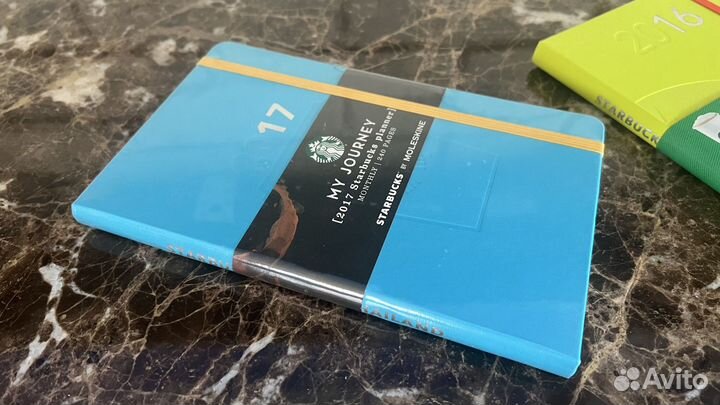 17
MY JOURNEY
[2017 Starbucks planner]
MONTHLY | 240 PAGES
STARBUCKS BY MOLESKINE
2016
STARBUCKS
Avito